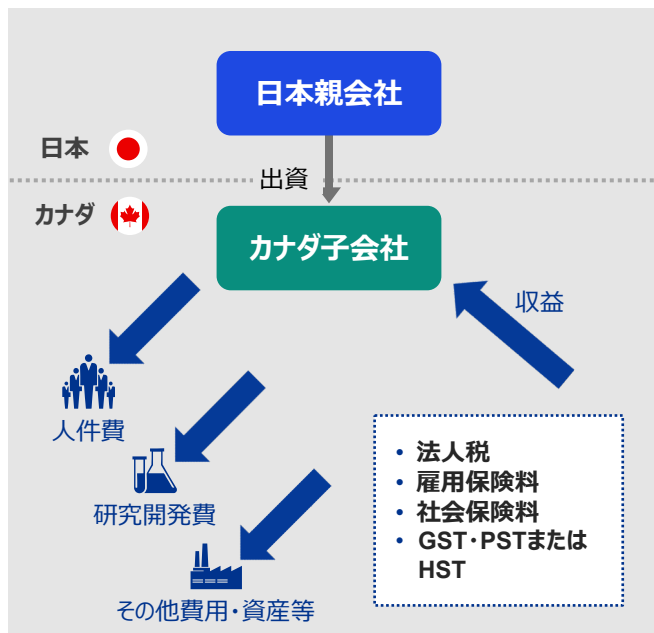 日本親会社
日本
出資
カナダ
カナダ子会社
収益
人件費
研究開発費
その他費用・資産等
• 法人税
• 雇用保険料
• 社会保険料
• GST・PSTまたは
HST